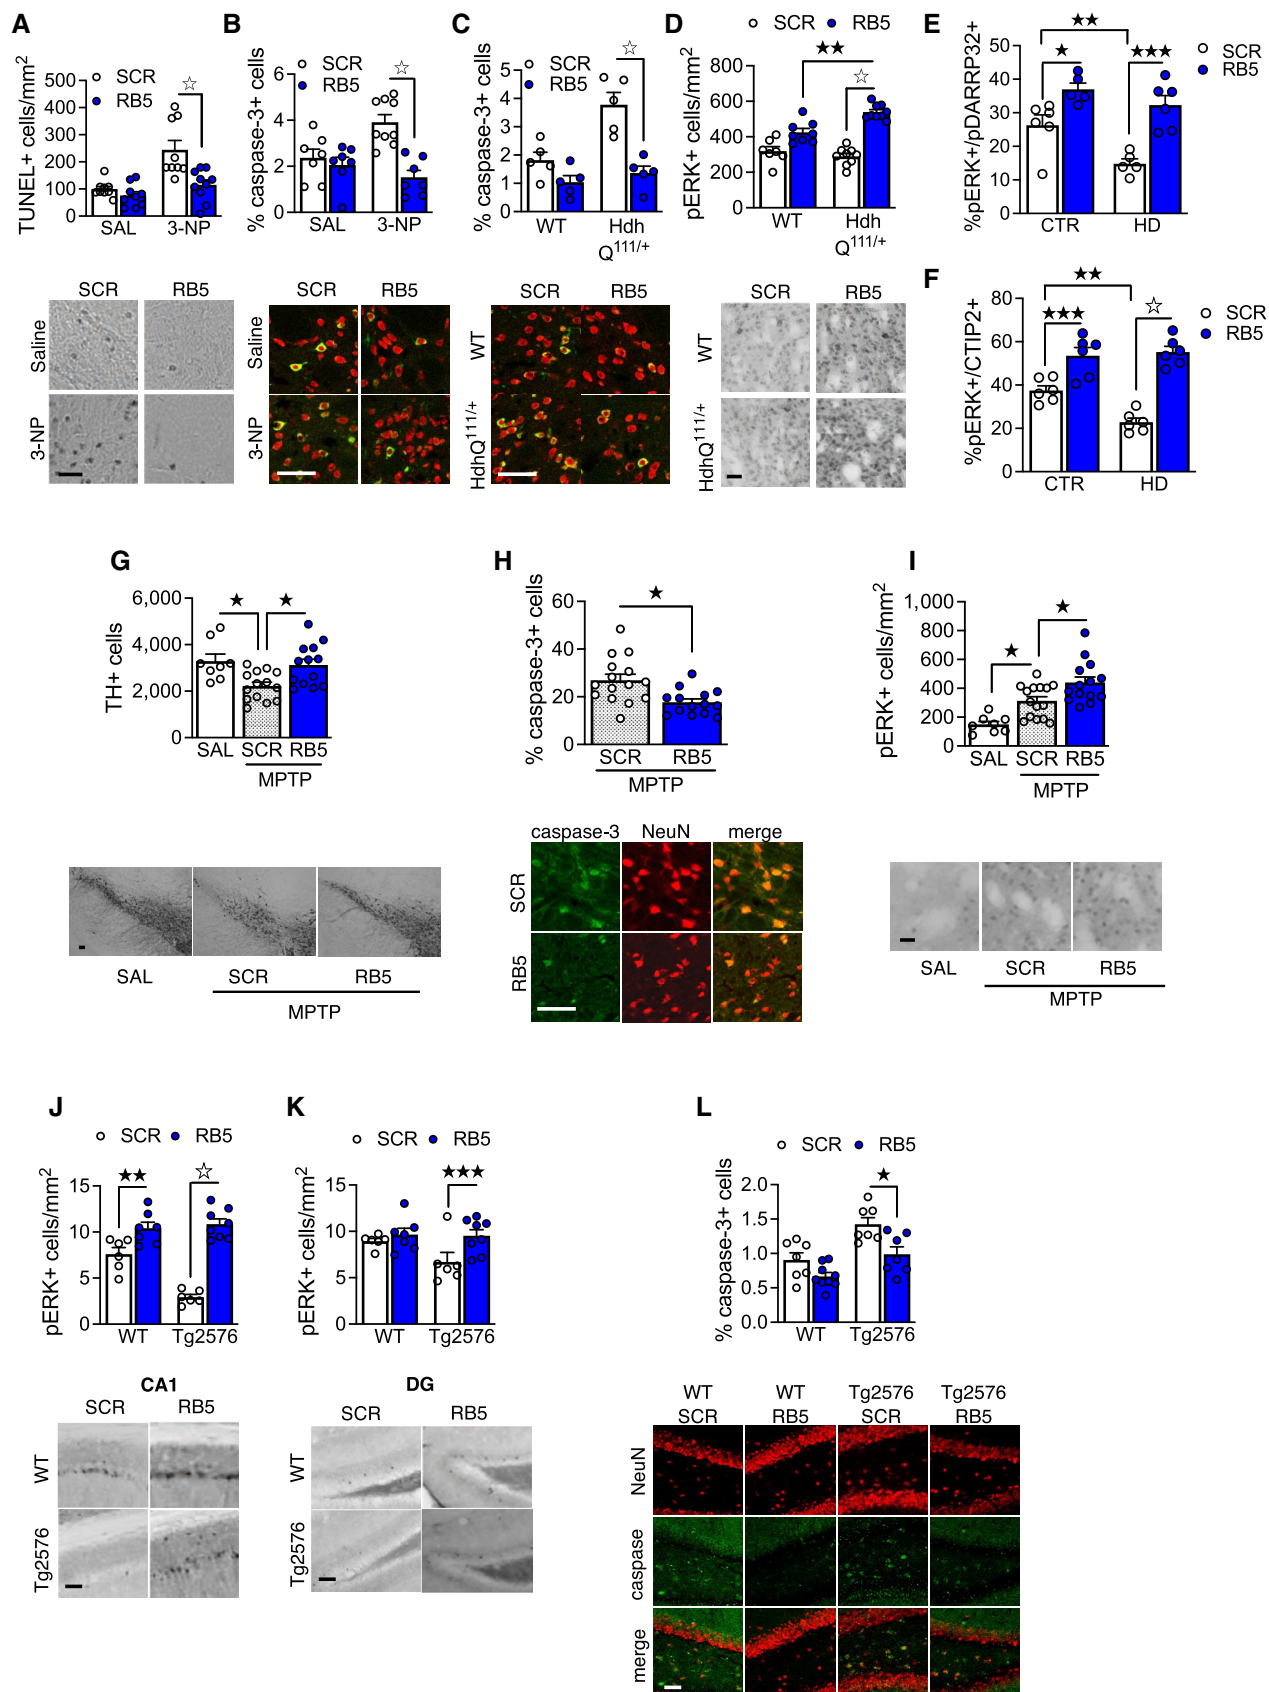 A
TUNEL+ cells/mm²
500
400
300
200
100
0
SCR
RB5
☆
SAL
3-NP
SCR
RB5
Saline
3-NP
B
% caspase-3+ cells
6
4
2
0
SCR
RB5
☆
SAL
3-NP
SCR
RB5
Saline
3-NP
C
% caspase-3+ cells
5
4
3
2
1
0
SCR
RB5
☆
WT
Hdh
Q111/+
SCR
RB5
WT
HdhQ111/+
D
SCR
RB5
pERK+ cells/mm²
800
600
400
200
0
★★
☆
WT
Hdh
Q111/+
SCR
RB5
WT
HdhQ111/+
E
%pERK+/pDARRP32+
50
40
30
20
10
0
★★
★
★★★
SCR
RB5
CTR
HD
F
%pERK+/CTIP2+
80
60
40
20
0
★★
★★★
☆
SCR
RB5
CTR
HD
G
TH+ cells
6,000
4,000
2,000
0
★
★
SAL
SCR
RB5
MPTP
SAL
SCR
RB5
MPTP
H
% caspase-3+ cells
60
40
20
0
★
SCR
RB5
MPTP
caspase-3
NeuN
merge
SCR
RB5
I
pERK+ cells/mm²
1,000
800
600
400
200
0
★
★
SAL
SCR
RB5
MPTP
SAL
SCR
RB5
MPTP
J
SCR
RB5
pERK+ cells/mm²
15
10
5
0
★★
☆
WT
Tg2576
CA1
SCR
RB5
WT
Tg2576
K
SCR
RB5
pERK+ cells/mm²
15
10
5
0
★★★
WT
Tg2576
DG
SCR
RB5
WT
Tg2576
L
SCR
RB5
% caspase-3+ cells
2.0
1.5
1.0
0.5
0.0
★
WT
Tg2576
WT
SCR
WT
RB5
Tg2576
SCR
Tg2576
RB5
NeuN
caspase
merge